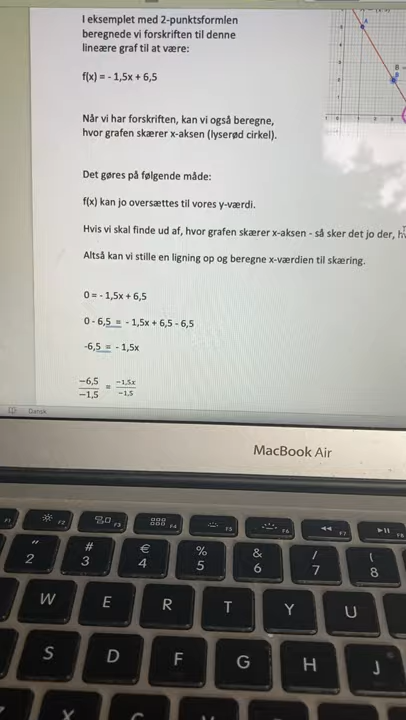 I eksemplet med 2-punktsformlen
beregnede vi forskriften til denne
lineære graf til at være:
f(x) = - 1,5x + 6,5
Når vi har forskriften, kan vi også beregne,
hvor grafen skærer x-aksen (lyserød cirkel).
Det gøres på følgende måde:
f(x) kan jo oversættes til vores y-værdi.
Hvis vi skal finde ud af, hvor grafen skærer x-aksen - så sker det jo der,
Altså kan vi stille en ligning op og beregne x-værdien til skæring.
0 = - 1,5x + 6,5
0 - 6,5 = - 1,5x + 6,5 - 6,5
-6,5 = - 1,5x
−6,5 / −1,5 = −1,5x / −1,5
A
B
Dansk
MacBook Air
F1 F2 F3 F4 F5 F6 F7 F8
" # € % & / (
2 3 4 5 6 7 8
W E R T Y U
S D F G H J
X C V B N